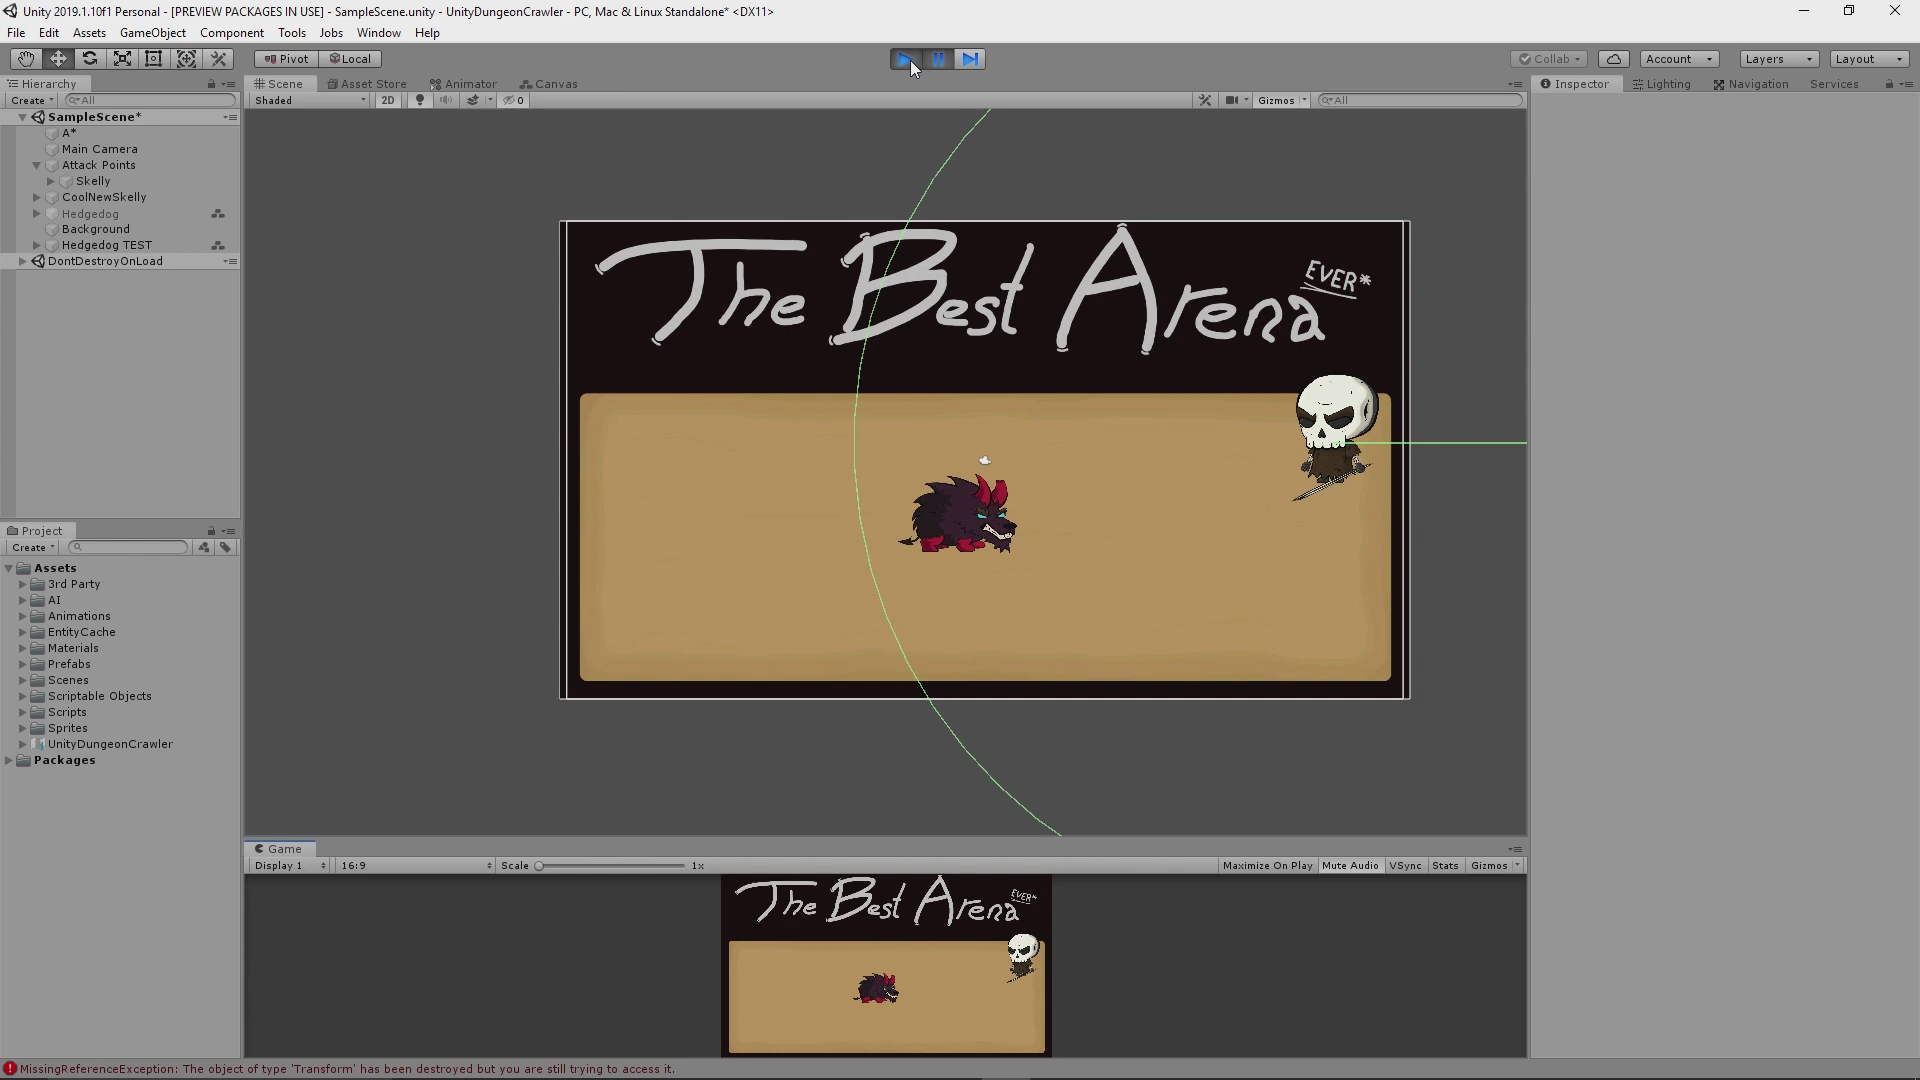 Unity 2019.1.10f1 Personal - [PREVIEW PACKAGES IN USE] - SampleScene.unity - UnityDungeonCrawler - PC, Mac & Linux Standalone* <DX11>
File Edit Assets GameObject Component Tools Jobs Window Help
Pivot Local Collab Account Layers Layout
Hierarchy Scene Asset Store Animator Canvas Inspector Lighting Navigation Services
Create All Shaded 2D 0 Gizmos All
SampleScene*
A*
Main Camera
Attack Points
Skelly
CoolNewSkelly
Hedgedog
Background
Hedgedog TEST
DontDestroyOnLoad
The Best Arena EVER*
Project
Create
Assets
3rd Party
AI
Animations
EntityCache
Materials
Prefabs
Scenes
Scriptable Objects
Scripts
Sprites
UnityDungeonCrawler
Packages
Game
Display 1 16:9 Scale 1x Maximize On Play Mute Audio VSync Stats Gizmos
The Best Arena EVER*
MissingReferenceException: The object of type 'Transform' has been destroyed but you are still trying to access it.